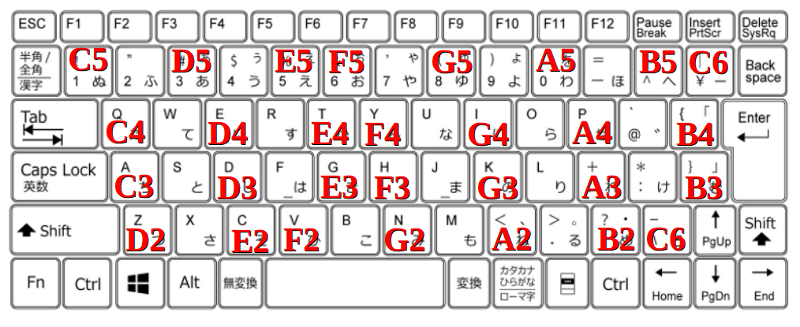 ESC F1 F2 F3 F4 F5 F6 F7 F8 F9 F10 F11 F12 Pause Break Insert PrtScr Delete SysRq
半角/全角 漢字 C5 1 ぬ " 2 ふ D5 3 あ $ う 4 う E5 5 え F5 6 お ' ゃ 7 や G5 8 ゆ ) ょ 9 よ A5 0 わ = - ほ B5 ^ へ C6 ¥ ー Back space
Tab Q C4 W て E D4 R す T E4 Y F4 U な I G4 O ら P A4 ` @ ゛ { 「 B4 Enter
Caps Lock 英数 A C3 S と D D3 F _ は G E3 H F3 J _ ま K G3 L り + A3 * : け } 」 B3
Shift Z D2 X さ C E2 V F2 B こ N G2 M も < 、 A2 > 。 . る ? ・ B2 _ \ C6 PgUp Shift
Fn Ctrl Alt 無変換 変換 カタカナ ひらがな ローマ字 Ctrl Home PgDn End